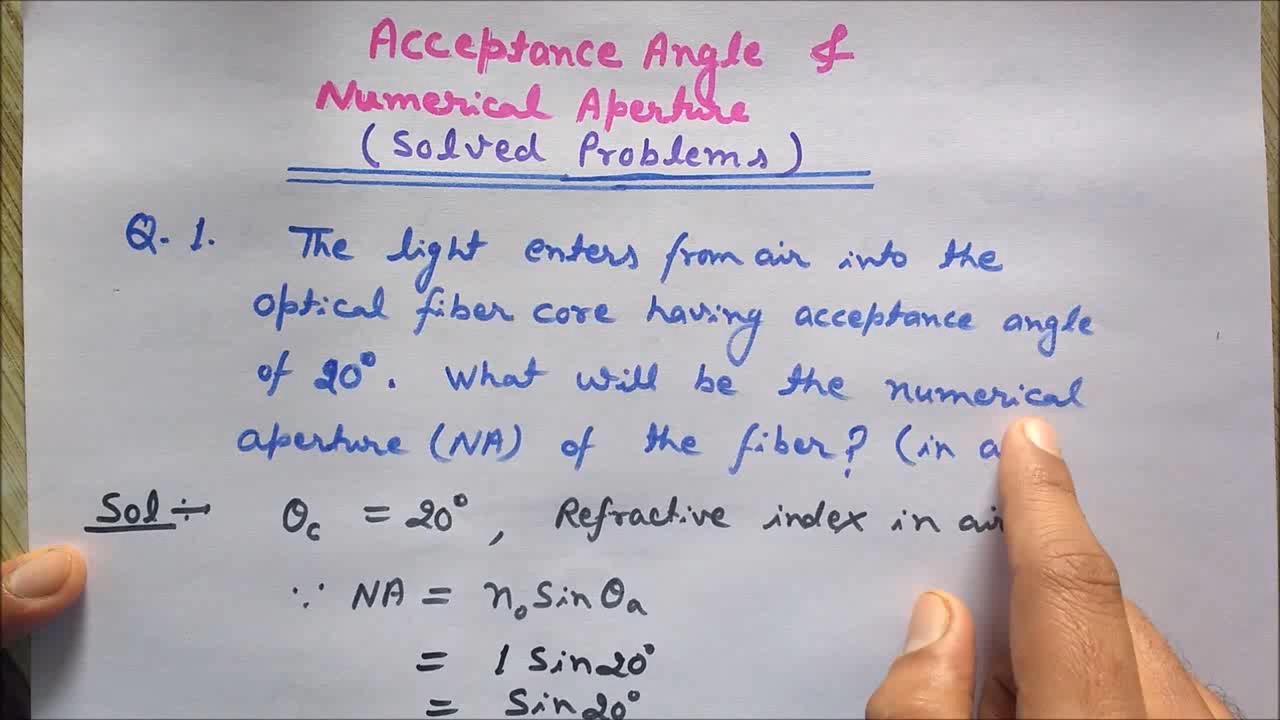 Acceptance Angle &
Numerical Aperture
(Solved Problems)
Q. 1. The light enters from air into the
optical fiber core having acceptance angle
of 20°. What will be the numerical
aperture (NA) of the fiber? (in
Sol ÷ θc = 20°, Refractive index in
∵ NA = n₀ Sin θa
= 1 Sin 20°
= Sin 20°